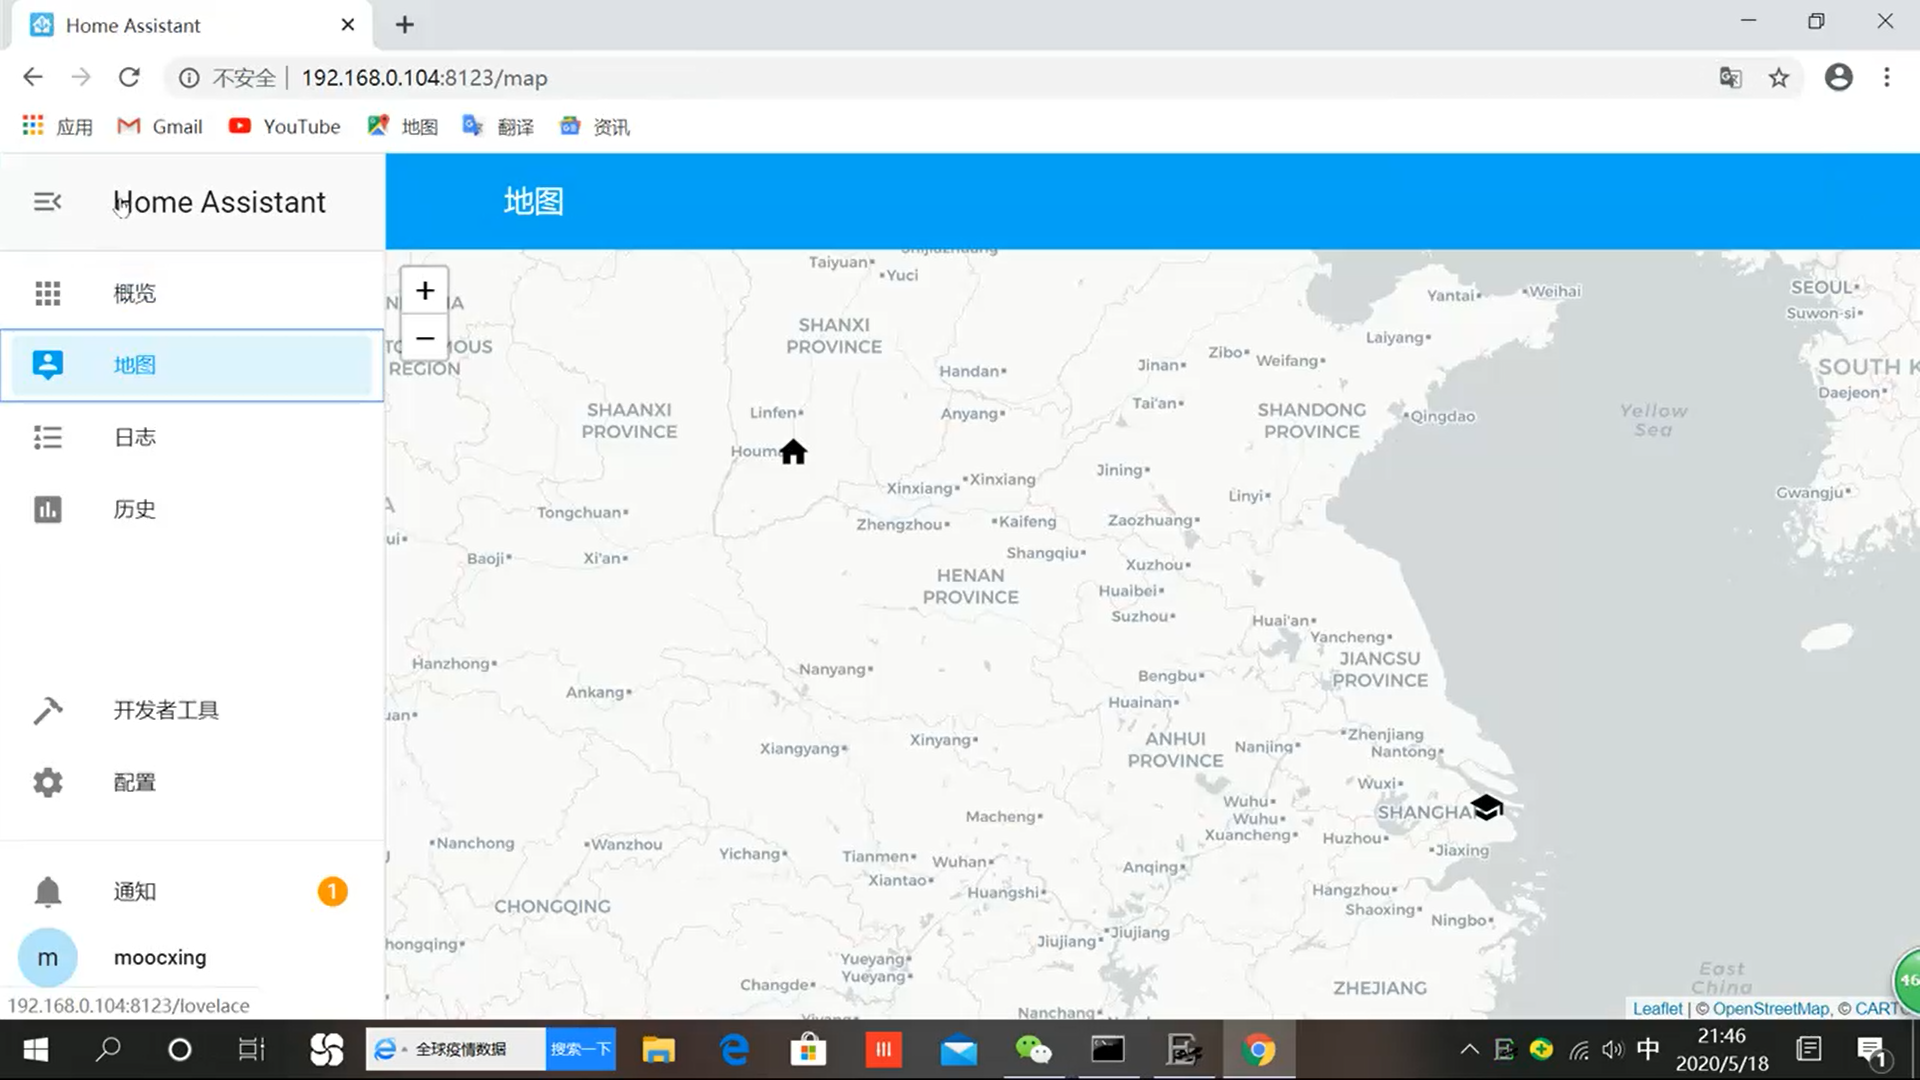 Home Assistant
不安全 192.168.0.104:8123/map
应用 Gmail YouTube 地图 翻译 资讯
Home Assistant
地图
概览
地图
日志
历史
开发者工具
配置
通知 1
m moocxing
192.168.0.104:8123/lovelace
+
−
Taiyuan
Yuci
SHANXI
PROVINCE
REGION
Yantai
Weihai
SEOUL
Suwon-si
Laiyang
Zibo
Weifang
Jinan
Handan
SOUTH K
Daejeon
Linfen
Anyang
Tai'an
SHAANXI
PROVINCE
SHANDONG
PROVINCE
Qingdao
Yellow
Sea
Houma
Xinxiang
Xinxiang
Jining
Linyi
Gwangju
Tongchuan
Zhengzhou
Kaifeng
Zaozhuang
Baoji
Xi'an
Shangqiu
Xuzhou
HENAN
PROVINCE
Huaibei
Suzhou
Huai'an
Yancheng
JIANGSU
PROVINCE
Hanzhong
Nanyang
Ankang
Bengbu
Huainan
Xiangyang
Xinyang
ANHUI
PROVINCE
Nanjing
Zhenjiang
Nantong
Wuxi
Macheng
Wuhu
Wuhu
Xuancheng
SHANGHA
Huzhou
Jiaxing
Nanchong
Wanzhou
Yichang
Tianmen
Wuhan
Xiantao
Huangshi
Anqing
CHONGQING
Hangzhou
Shaoxing
Ningbo
hongqing
Jiujiang
Jiujiang
Yueyang
Yueyang
Changde
Nanchang
ZHEJIANG
East
China
46
Leaflet | © OpenStreetMap, © CARTO
全球疫情数据 搜索一下
中
21:46
2020/5/18
1